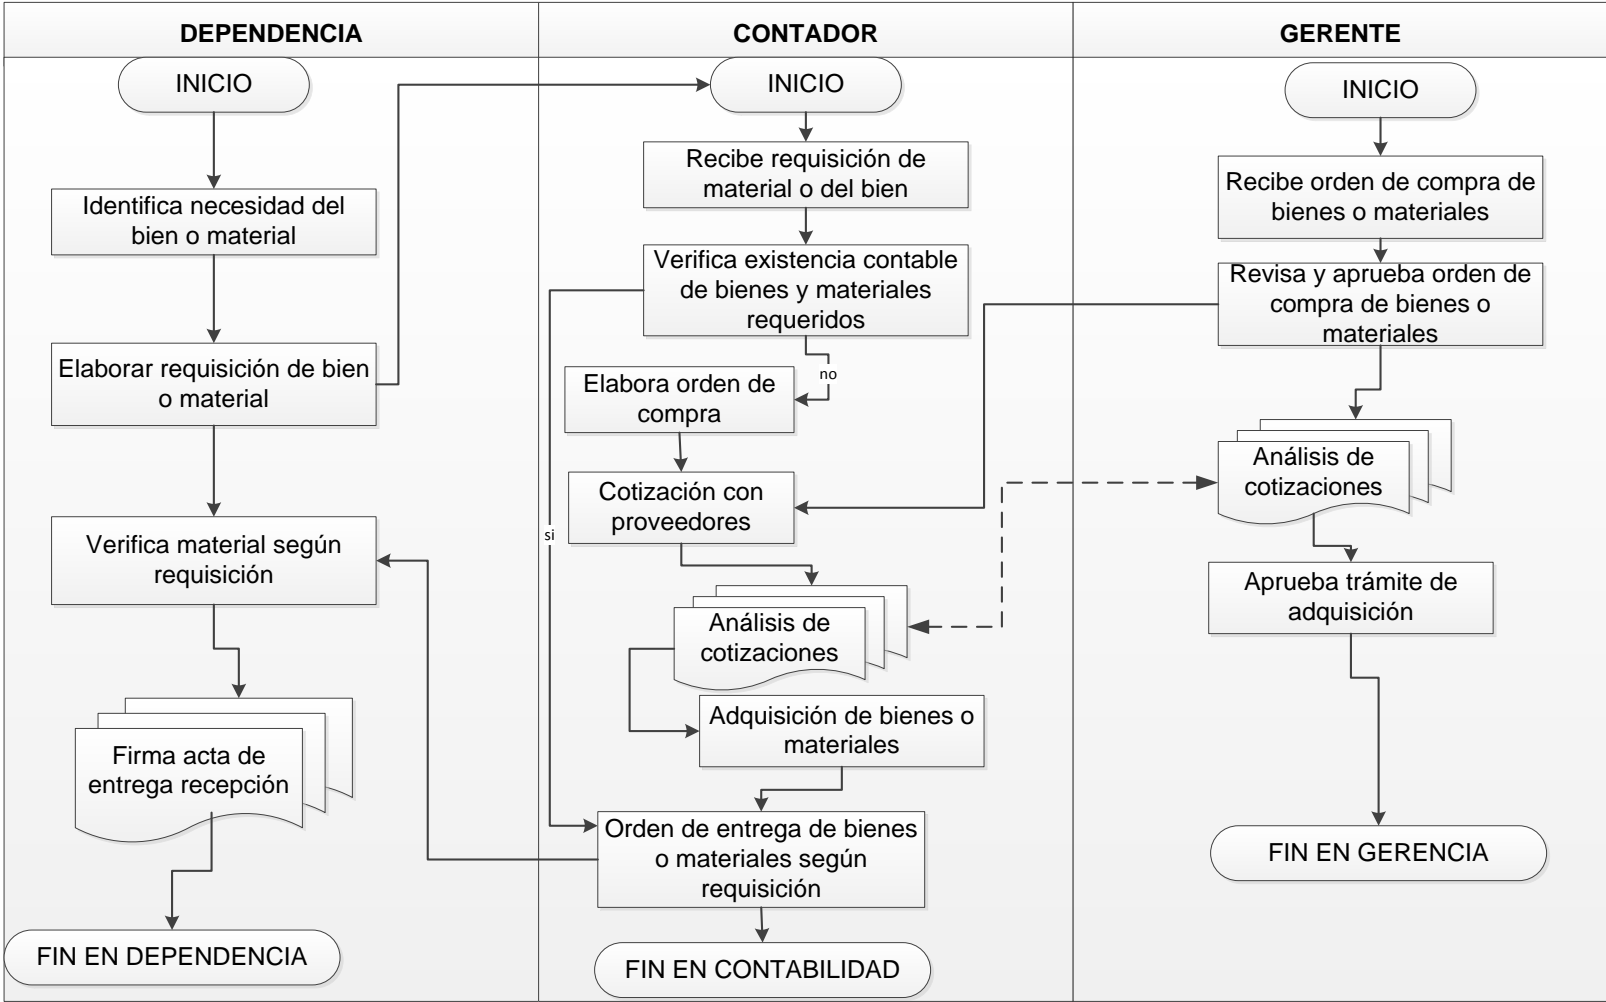 DEPENDENCIA
INICIO
Identifica necesidad del
bien o material
Elaborar requisición de bien
o material
Verifica material según
requisición
Firma acta de
entrega recepción
FIN EN DEPENDENCIA
CONTADOR
INICIO
Recibe requisición de
material o del bien
Verifica existencia contable
de bienes y materiales
requeridos
no
si
Elabora orden de
compra
Cotización con
proveedores
Análisis de
cotizaciones
Adquisición de bienes o
materiales
Orden de entrega de bienes
o materiales según
requisición
FIN EN CONTABILIDAD
GERENTE
INICIO
Recibe orden de compra de
bienes o materiales
Revisa y aprueba orden de
compra de bienes o
materiales
Análisis de
cotizaciones
Aprueba trámite de
adquisición
FIN EN GERENCIA